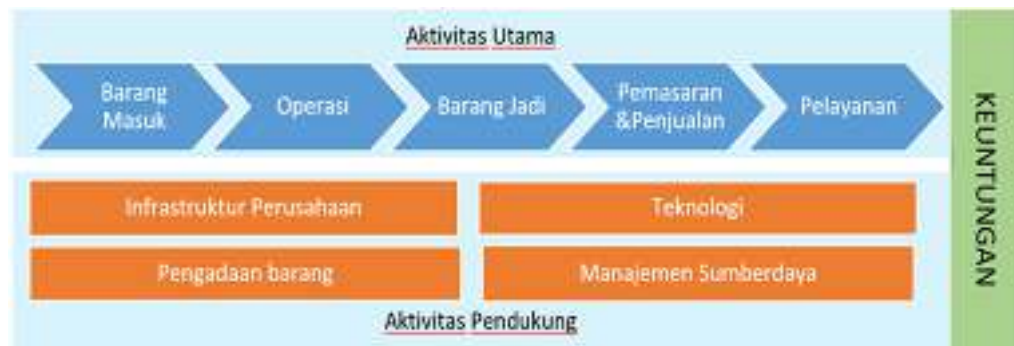 Aktivitas Utama
Barang
Masuk
Operasi
Barang Jadi
Pemasaran
&Penjualan
Pelayanan
KEUNTUNGAN
Infrastruktur Perusahaan
Teknologi
Pengadaan barang
Manajemen Sumberdaya
Aktivitas Pendukung